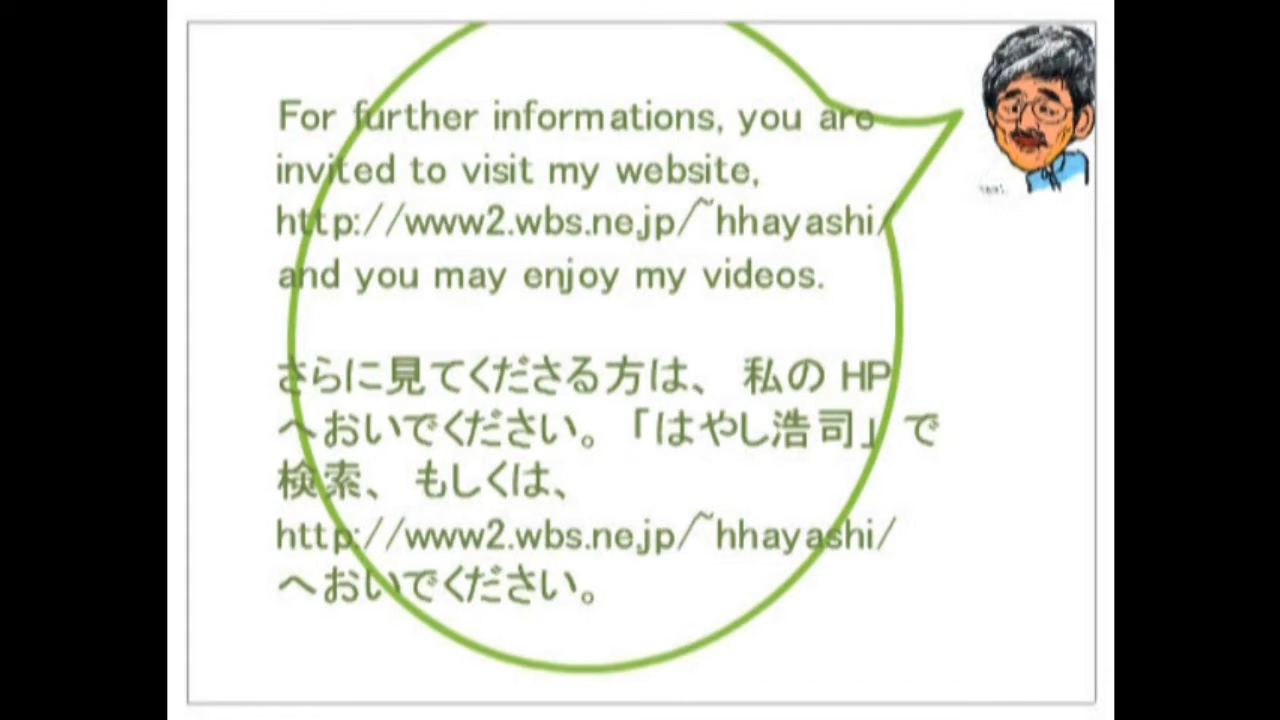 For further informations, you are
invited to visit my website,
http://www2.wbs.ne.jp/~hhayashi/
and you may enjoy my videos.
さらに見てくださる方は、 私の HP
へおいでください。「はやし浩司」で
検索、 もしくは、
http://www2.wbs.ne.jp/~hhayashi/
へおいでください。